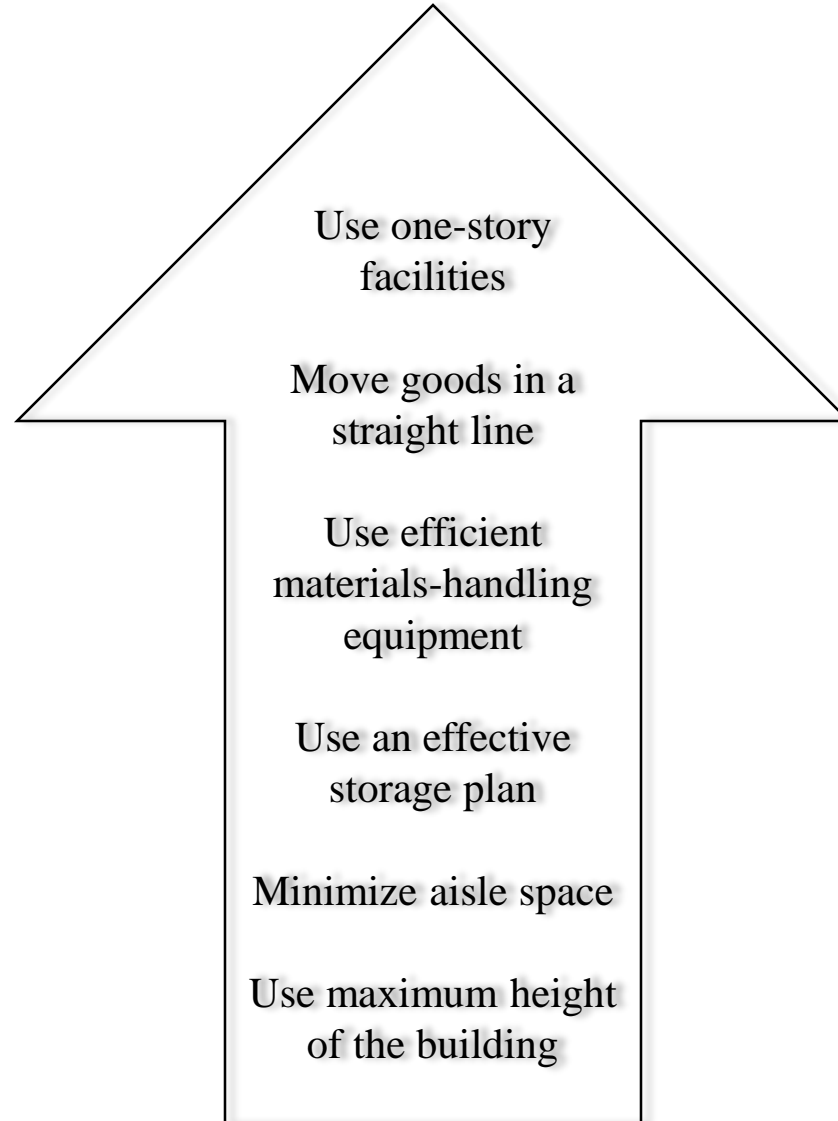 Use one-story
facilities
Move goods in a
straight line
Use efficient
materials-handling
equipment
Use an effective
storage plan
Minimize aisle space
Use maximum height
of the building